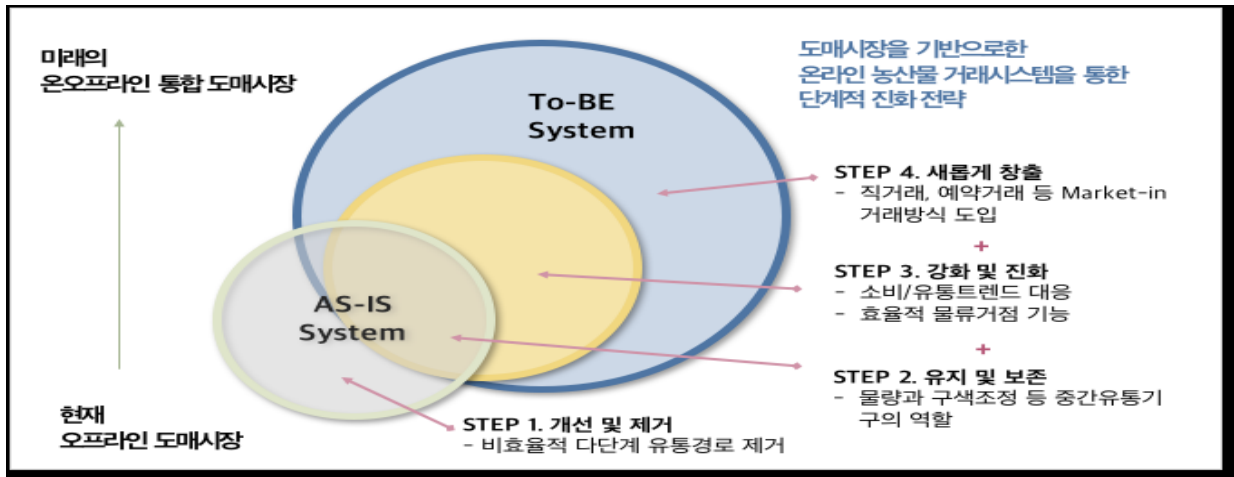 미래의
온오프라인 통합 도매시장
도매시장을 기반으로한
온라인 농산물 거래시스템을 통한
단계적 진화 전략
To-BE
System
STEP 4. 새롭게 창출
- 직거래, 예약거래 등 Market-in
거래방식 도입
+
STEP 3. 강화 및 진화
- 소비/유통트렌드 대응
- 효율적 물류거점 기능
AS-IS
System
+
STEP 2. 유지 및 보존
- 물량과 구색조정 등 중간유통기
구의 역할
현재
오프라인 도매시장
STEP 1. 개선 및 제거
- 비효율적 다단계 유통경로 제거